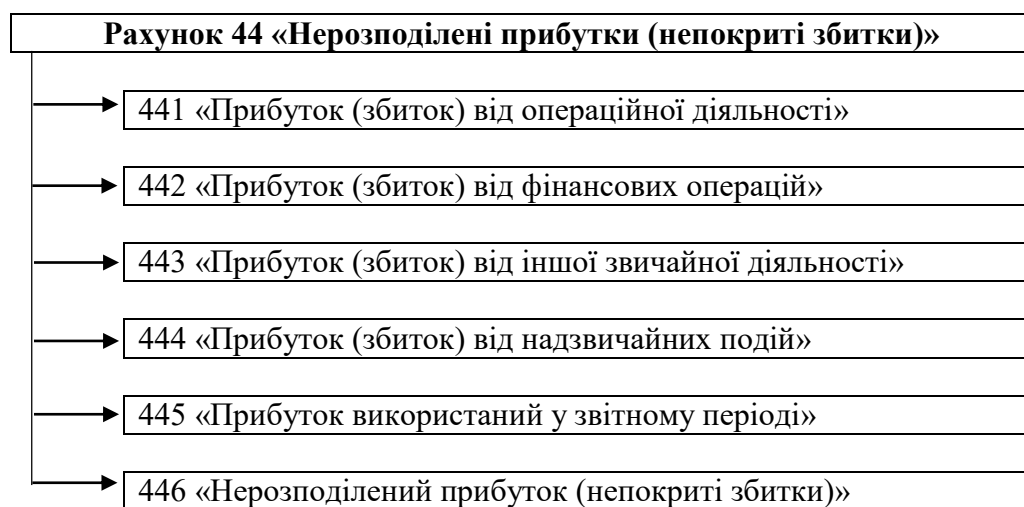 Рахунок 44 «Нерозподілені прибутки (непокриті збитки)»
441 «Прибуток (збиток) від операційної діяльності»
442 «Прибуток (збиток) від фінансових операцій»
443 «Прибуток (збиток) від іншої звичайної діяльності»
444 «Прибуток (збиток) від надзвичайних подій»
445 «Прибуток використаний у звітному періоді»
446 «Нерозподілений прибуток (непокриті збитки)»